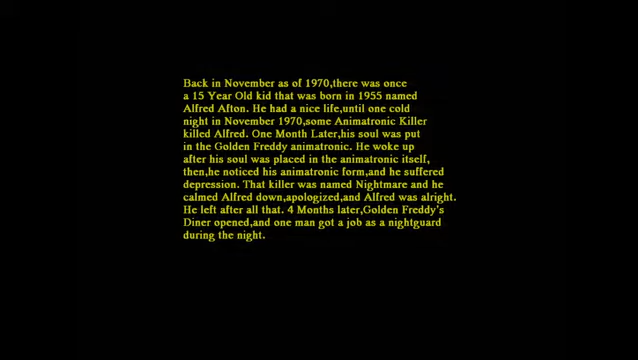 Back in November as of 1970,there was once
a 15 Year Old kid that was born in 1955 named
Alfred Afton. He had a nice life,until one cold
night in November 1970,some Animatronic Killer
killed Alfred. One Month Later,his soul was put
in the Golden Freddy animatronic. He woke up
after his soul was placed in the animatronic itself,
then,he noticed his animatronic form,and he suffered
depression. That killer was named Nightmare and he
calmed Alfred down,apologized,and Alfred was alright.
He left after all that. 4 Months later,Golden Freddy's
Diner opened,and one man got a job as a nightguard
during the night.